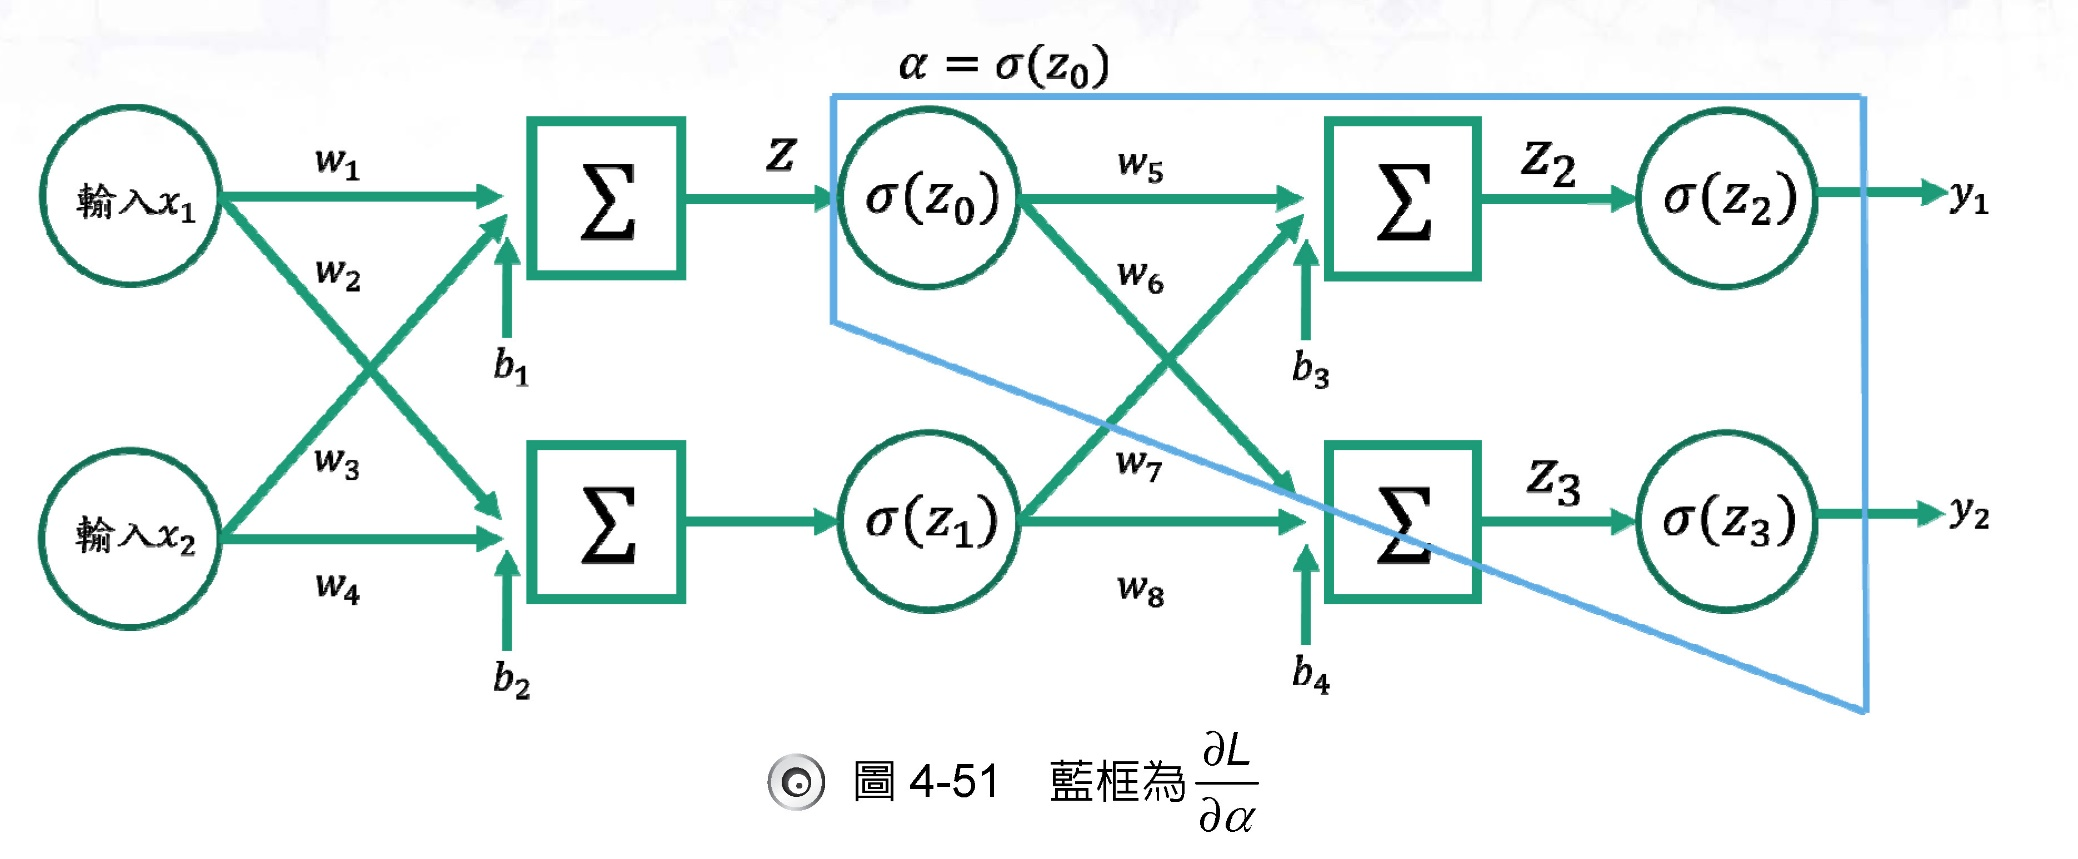 α = σ(z₀)
輸入x₁
w₁
w₂
w₃
w₄
b₁
b₂
Σ
Σ
z
σ(z₀)
σ(z₁)
w₅
w₆
w₇
w₈
b₃
b₄
Σ
Σ
z₂
z₃
σ(z₂)
σ(z₃)
y₁
y₂
輸入x₂
圖 4-51 藍框為 ∂L/∂α